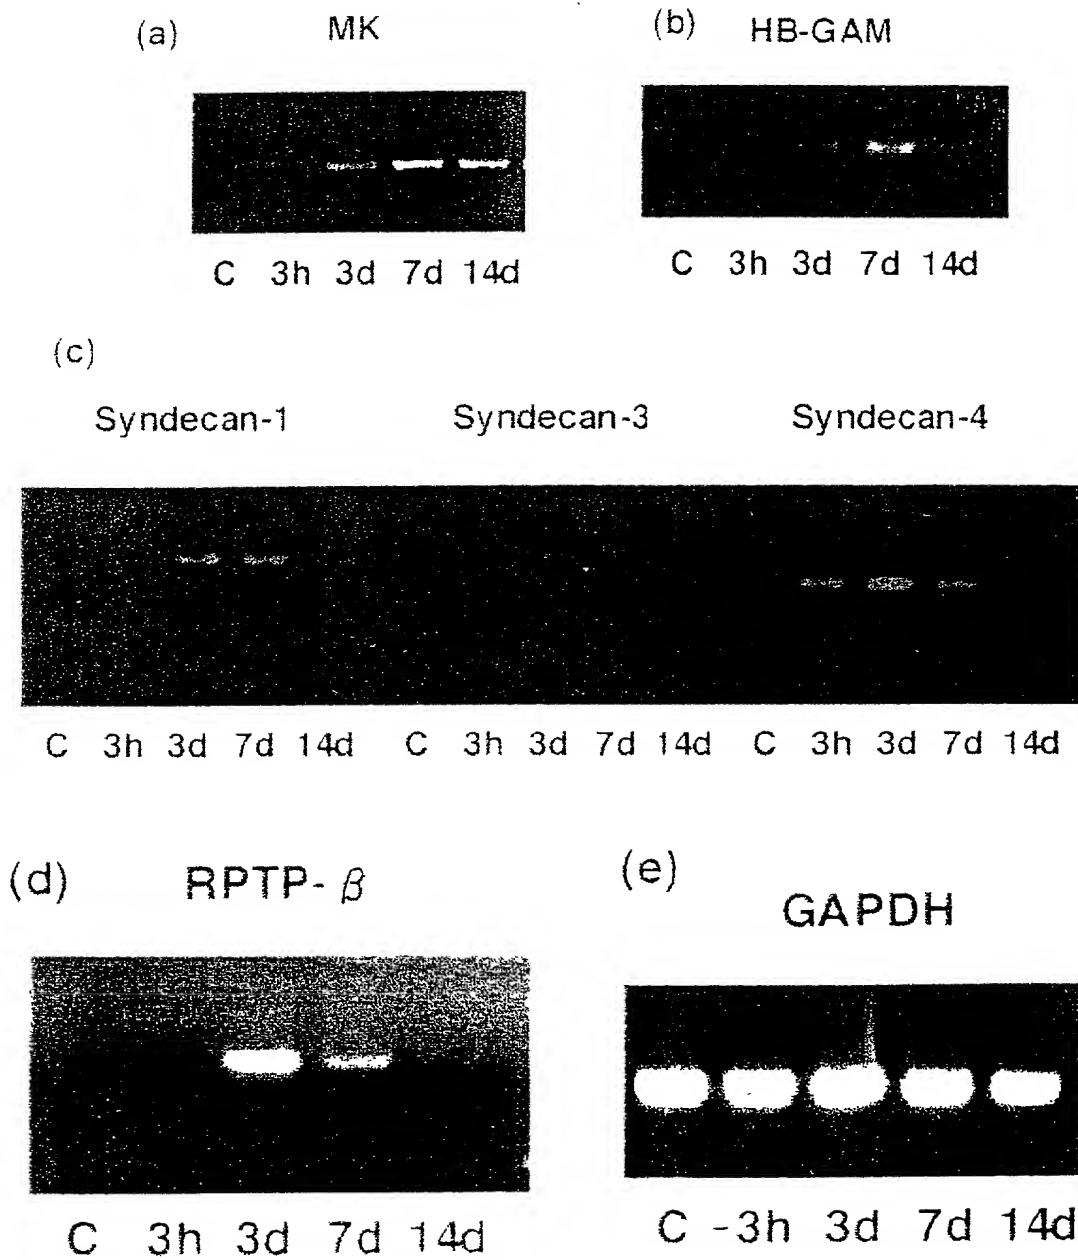 (a) MK
C 3h 3d 7d 14d
(b) HB-GAM
C 3h 3d 7d 14d
(c)
Syndecan-1 Syndecan-3 Syndecan-4
C 3h 3d 7d 14d C 3h 3d 7d 14d C 3h 3d 7d 14d
(d) RPTP-β
C 3h 3d 7d 14d
(e) GAPDH
C -3h 3d 7d 14d